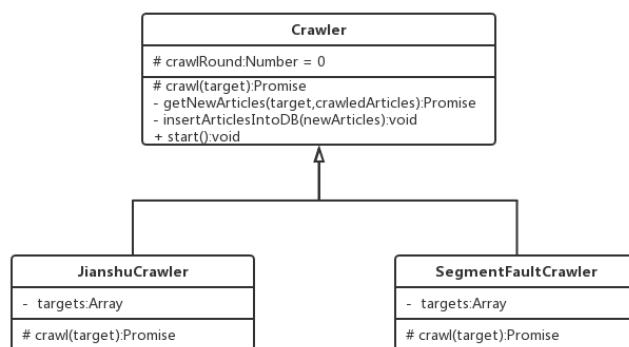 Crawler
# crawlRound:Number = 0
# crawl(target):Promise
- getNewArticles(target,crawledArticles):Promise
- insertArticlesIntoDB(newArticles):void
+ start():void
JianshuCrawler
- targets:Array
# crawl(target):Promise
SegmentFaultCrawler
- targets:Array
# crawl(target):Promise